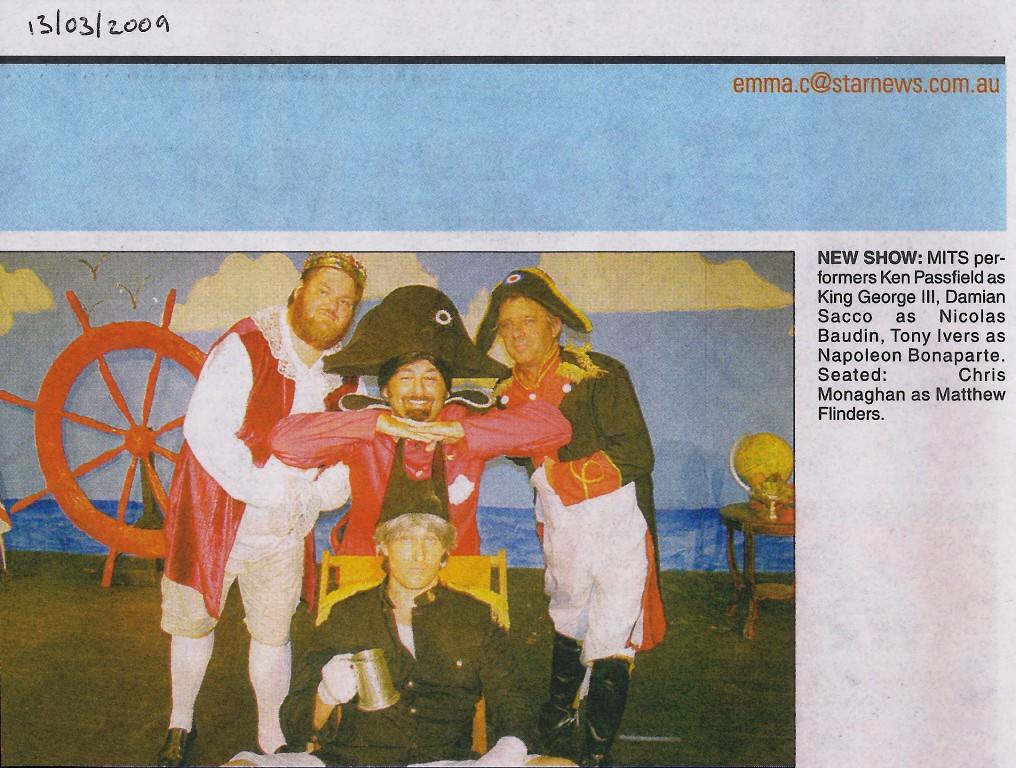 13/03/2009
emma.c@starnews.com.au
NEW SHOW: MITS per-
formers Ken Passfield as
King George III, Damian
Sacco as Nicolas
Baudin, Tony Ivers as
Napoleon Bonaparte.
Seated: Chris
Monaghan as Matthew
Flinders.